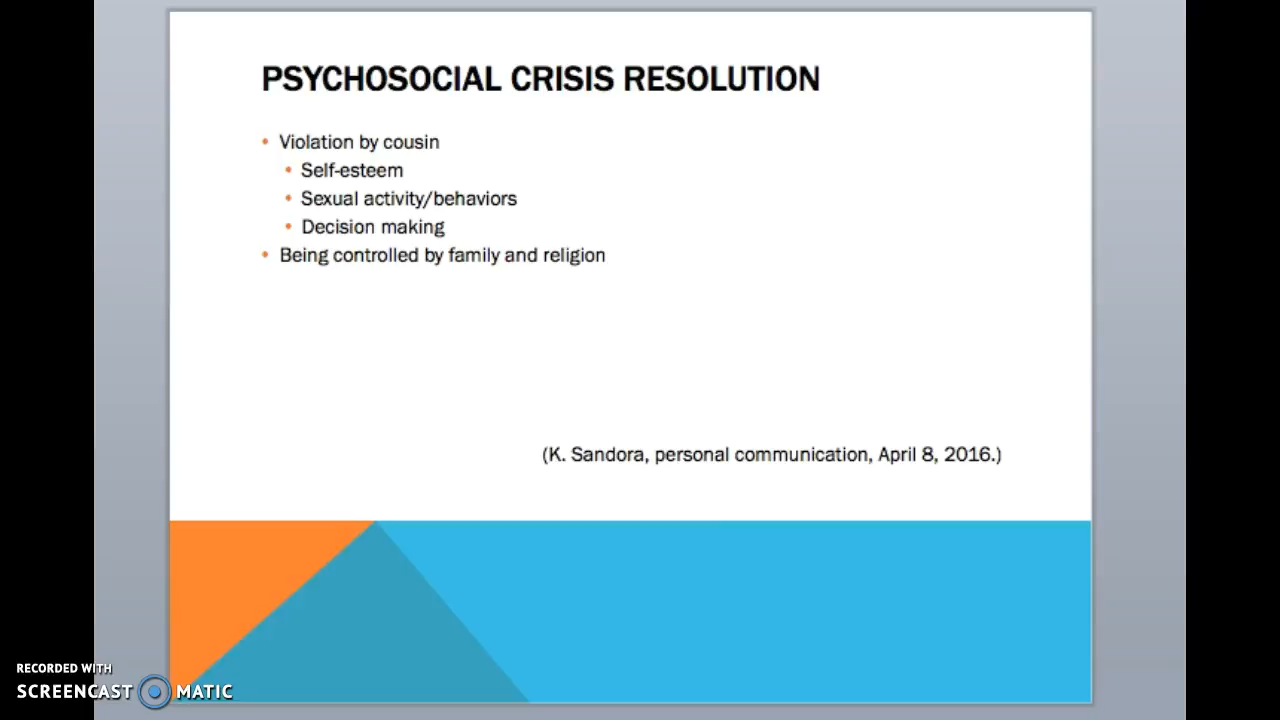 PSYCHOSOCIAL CRISIS RESOLUTION
• Violation by cousin
• Self-esteem
• Sexual activity/behaviors
• Decision making
• Being controlled by family and religion
(K. Sandora, personal communication, April 8, 2016.)
RECORDED WITH
SCREENCAST MATIC